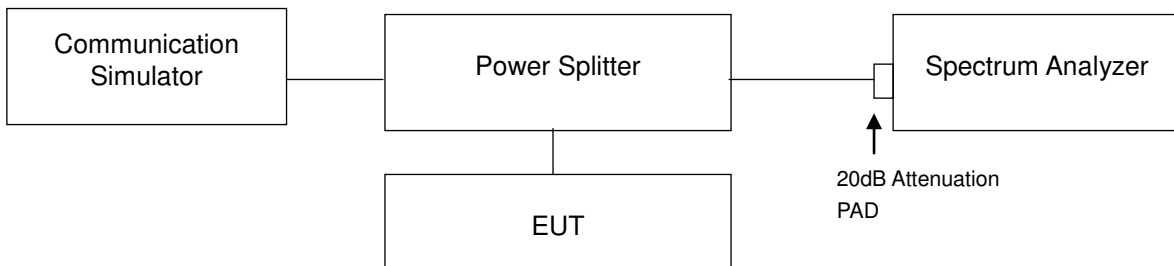 Communication
Simulator
Power Splitter
Spectrum Analyzer
20dB Attenuation
PAD
EUT